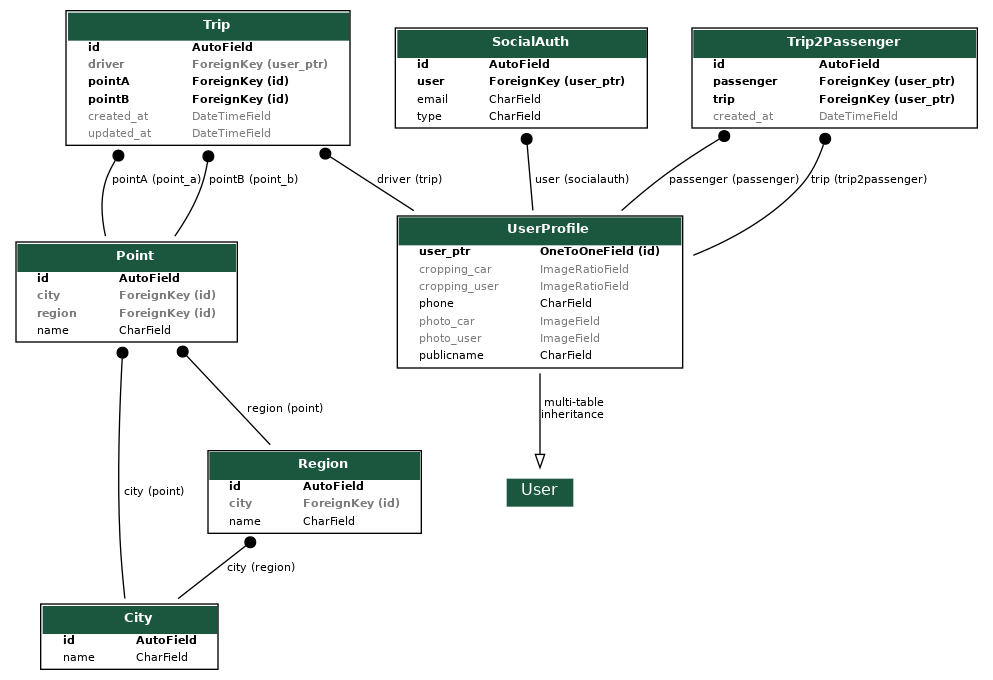 Trip
id AutoField
driver ForeignKey (user_ptr)
pointA ForeignKey (id)
pointB ForeignKey (id)
created_at DateTimeField
updated_at DateTimeField
SocialAuth
id AutoField
user ForeignKey (user_ptr)
email CharField
type CharField
Trip2Passenger
id AutoField
passenger ForeignKey (user_ptr)
trip ForeignKey (user_ptr)
created_at DateTimeField
pointA (point_a)
pointB (point_b)
driver (trip)
user (socialauth)
passenger (passenger)
trip (trip2passenger)
Point
id AutoField
city ForeignKey (id)
region ForeignKey (id)
name CharField
UserProfile
user_ptr OneToOneField (id)
cropping_car ImageRatioField
cropping_user ImageRatioField
phone CharField
photo_car ImageField
photo_user ImageField
publicname CharField
region (point)
multi-table
inheritance
city (point)
Region
id AutoField
city ForeignKey (id)
name CharField
User
city (region)
City
id AutoField
name CharField